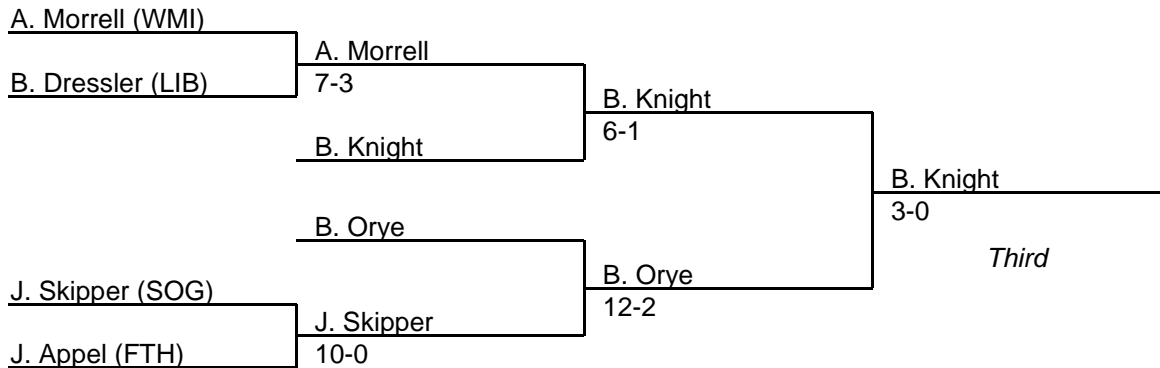 A. Morrell (WMI)
A. Morrell
B. Dressler (LIB)
7-3
B. Knight
6-1
B. Knight
B. Knight
3-0
B. Orye
Third
B. Orye
J. Skipper (SOG)
12-2
J. Skipper
J. Appel (FTH)
10-0